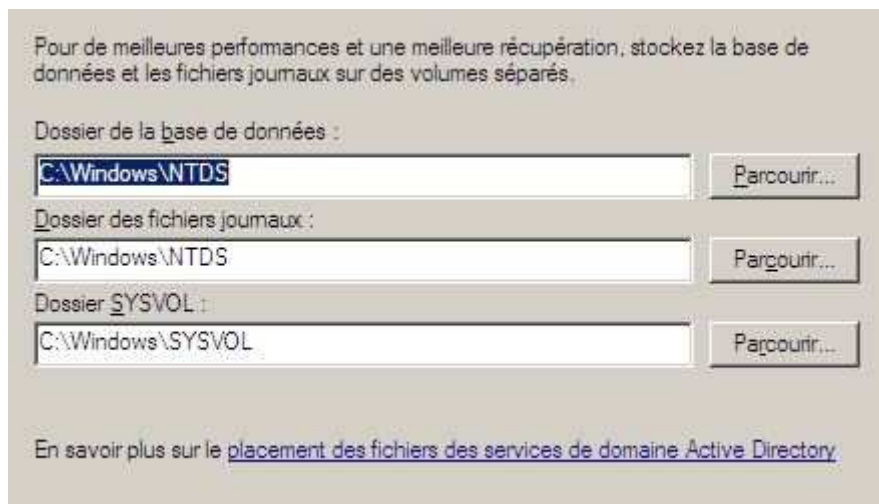 Pour de meilleures performances et une meilleure récupération, stockez la base de
données et les fichiers journaux sur des volumes séparés.
Dossier de la base de données :
C:\Windows\NTDS
Parcourir...
Dossier des fichiers journaux :
C:\Windows\NTDS
Parcourir...
Dossier SYSVOL :
C:\Windows\SYSVOL
Parcourir...
En savoir plus sur le placement des fichiers des services de domaine Active Directory